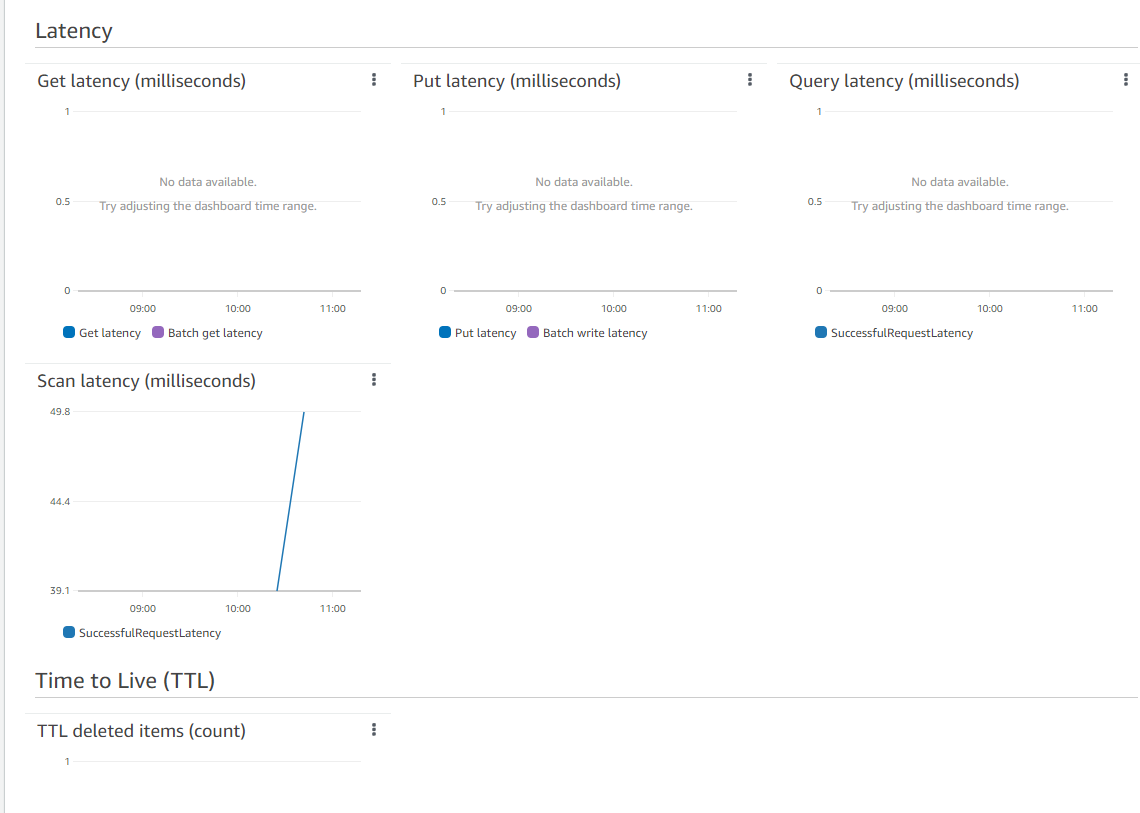 Latency
Get latency (milliseconds)
1
No data available.
0.5
Try adjusting the dashboard time range.
0
09:00 10:00 11:00
Get latency Batch get latency
Put latency (milliseconds)
1
No data available.
0.5
Try adjusting the dashboard time range.
0
09:00 10:00 11:00
Put latency Batch write latency
Query latency (milliseconds)
1
No data available.
0.5
Try adjusting the dashboard time range.
0
09:00 10:00 11:00
SuccessfulRequestLatency
Scan latency (milliseconds)
49.8
44.4
39.1
09:00 10:00 11:00
SuccessfulRequestLatency
Time to Live (TTL)
TTL deleted items (count)
1